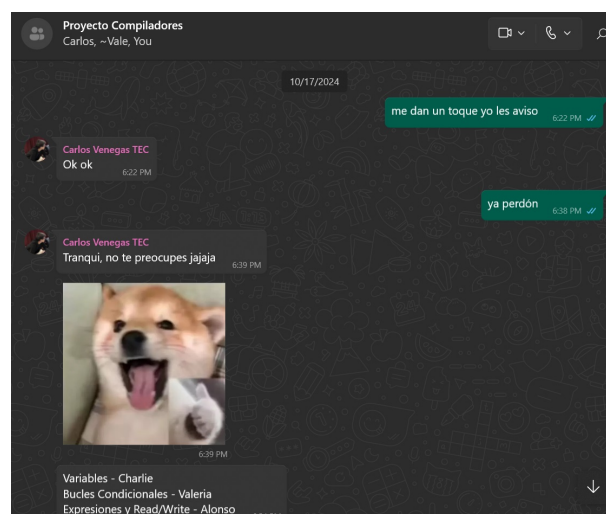 Proyecto Compiladores
Carlos, ~Vale, You
10/17/2024
me dan un toque yo les aviso
6:22 PM
Carlos Venegas TEC
Ok ok
6:22 PM
ya perdón
6:38 PM
Carlos Venegas TEC
Tranqui, no te preocupes jajaja
6:39 PM
6:39 PM
Variables - Charlie
Bucles Condicionales - Valeria
Expresiones y Read/Write - Alonso